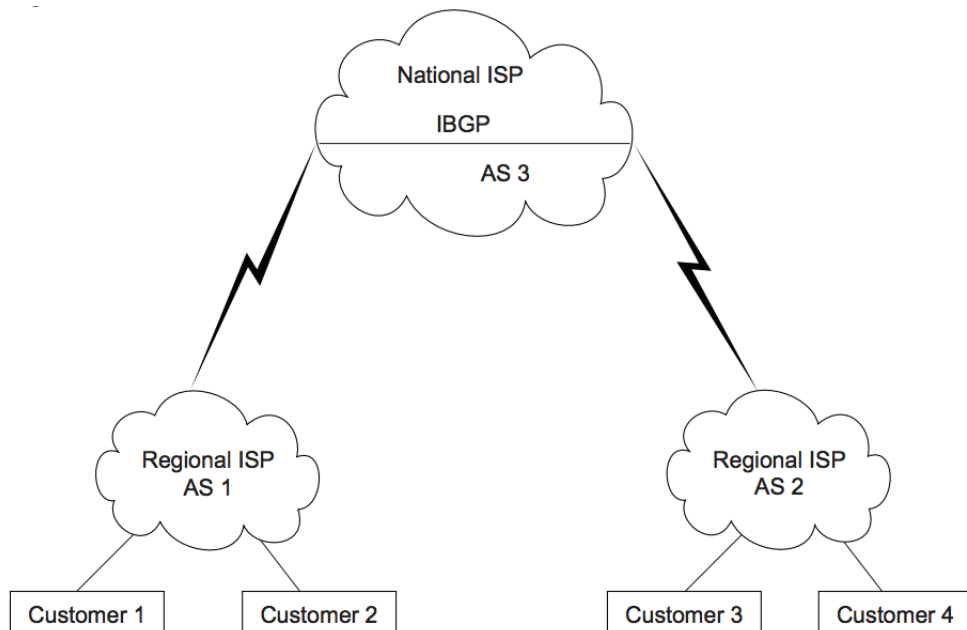 National ISP
IBGP
AS 3
Regional ISP
AS 1
Regional ISP
AS 2
Customer 1
Customer 2
Customer 3
Customer 4